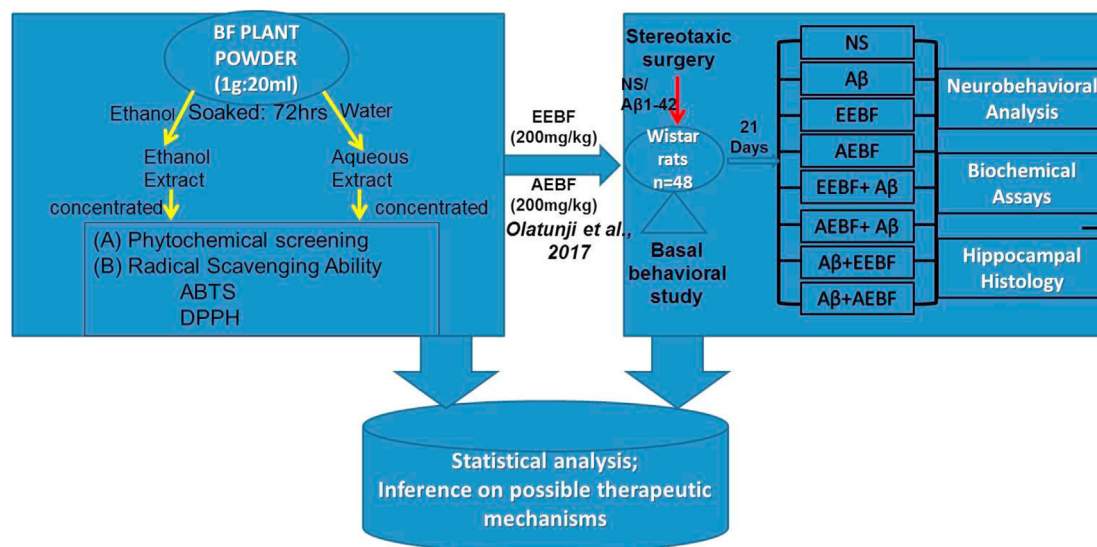 BF PLANT
POWDER
(1g:20ml)
Ethanol Soaked: 72hrs Water
Ethanol
Extract
Aqueous
Extract
concentrated
concentrated
(A) Phytochemical screening
(B) Radical Scavenging Ability
ABTS
DPPH
EEBF
(200mg/kg)
AEBF
(200mg/kg)
Olatunji et al.,
2017
Stereotaxic
surgery
NS/
Aβ1-42
Wistar
rats
n=48
Basal
behavioral
study
21
Days
NS
Aβ
EEBF
AEBF
EEBF+ Aβ
AEBF+ Aβ
Aβ+EEBF
Aβ+AEBF
Neurobehavioral
Analysis
Biochemical
Assays
Hippocampal
Histology
Statistical analysis;
Inference on possible therapeutic
mechanisms